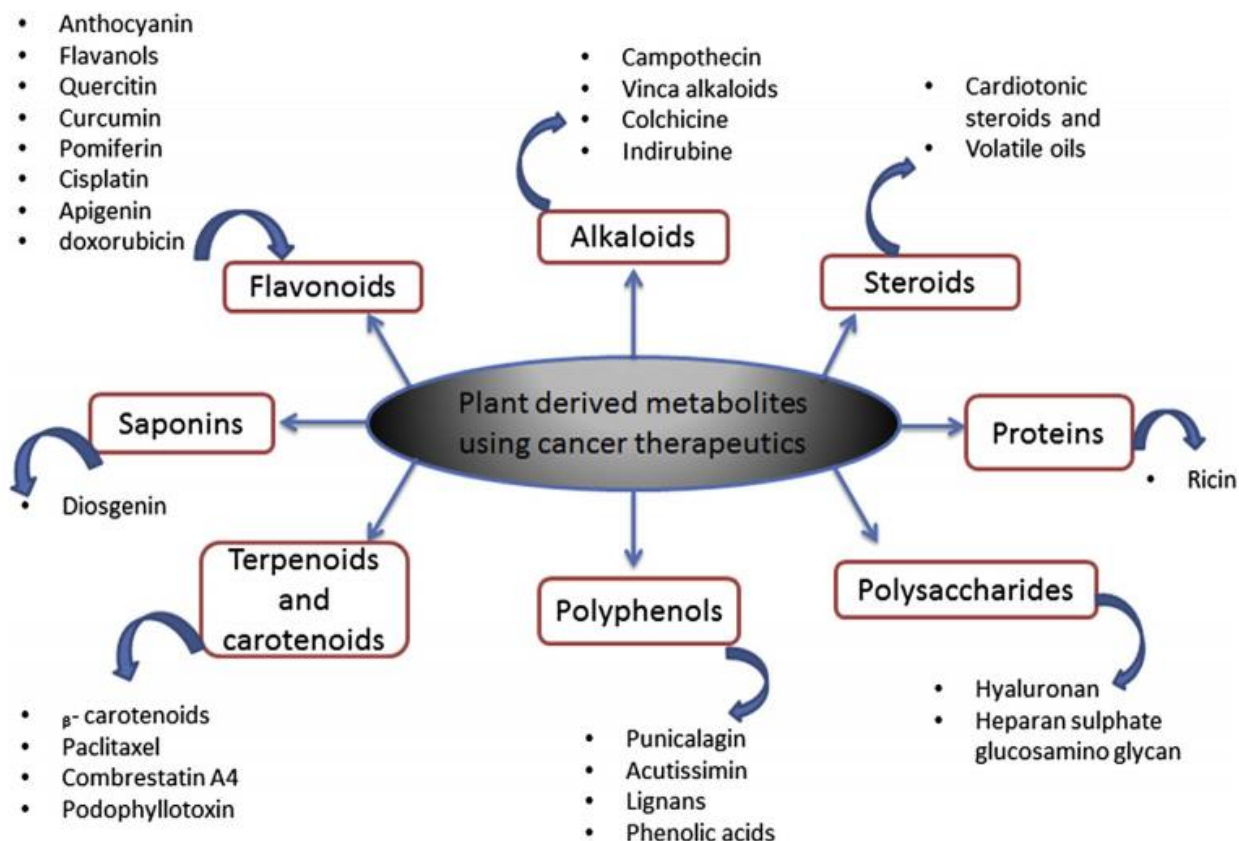 • Anthocyanin
• Flavanols
• Quercitin
• Curcumin
• Pomiferin
• Cisplatin
• Apigenin
• doxorubicin
Flavonoids
• Campothecin
• Vinca alkaloids
• Colchicine
• Indirubine
Alkaloids
• Cardiotonic
steroids and
• Volatile oils
Steroids
Plant derived metabolites
using cancer therapeutics
Saponins
• Diosgenin
Proteins
• Ricin
Terpenoids
and
carotenoids
• β- carotenoids
• Paclitaxel
• Combrestatin A4
• Podophyllotoxin
Polyphenols
• Punicalagin
• Acutissimin
• Lignans
• Phenolic acids
Polysaccharides
• Hyaluronan
• Heparan sulphate
glucosamino glycan